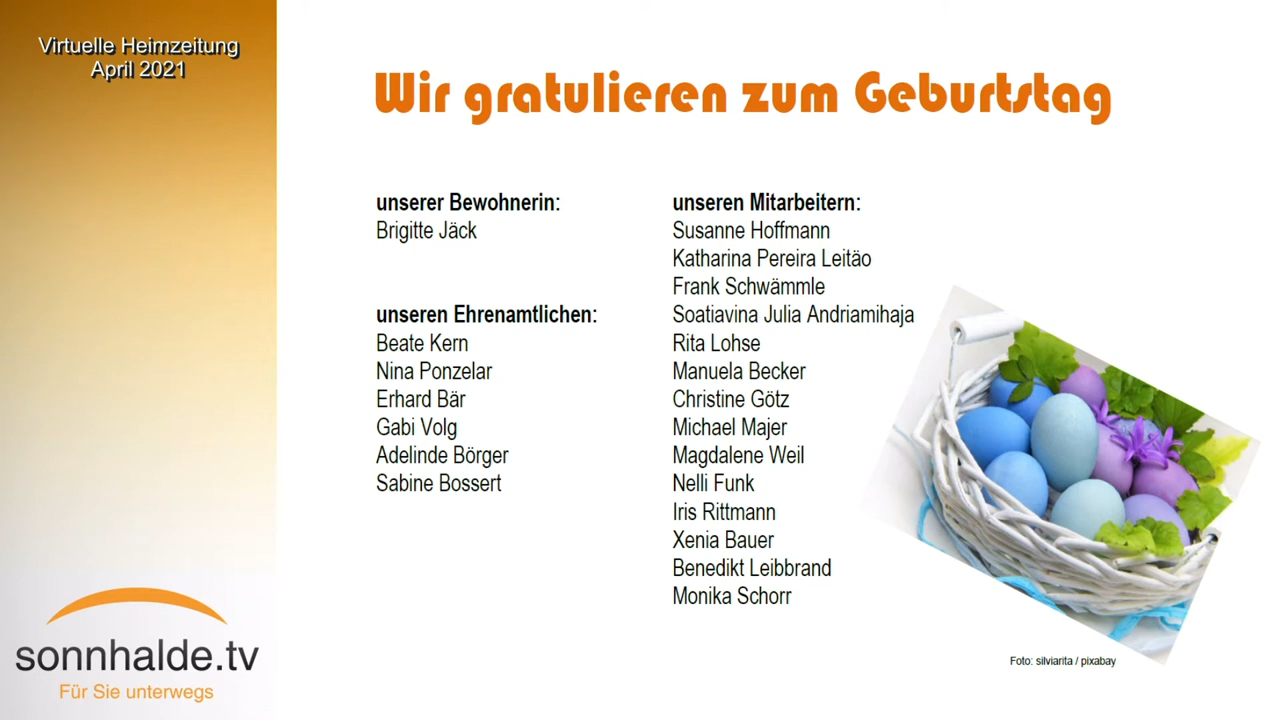 Virtuelle Heimzeitung
April 2021
Wir gratulieren zum Geburtstag
unserer Bewohnerin:
Brigitte Jäck
unseren Ehrenamtlichen:
Beate Kern
Nina Ponzelar
Erhard Bär
Gabi Volg
Adelinde Börger
Sabine Bossert
unseren Mitarbeitern:
Susanne Hoffmann
Katharina Pereira Leitäo
Frank Schwämmle
Soatiavina Julia Andriamihaja
Rita Lohse
Manuela Becker
Christine Götz
Michael Majer
Magdalene Weil
Nelli Funk
Iris Rittmann
Xenia Bauer
Benedikt Leibbrand
Monika Schorr
Foto: silviarita / pixabay
sonnhalde.tv
Für Sie unterwegs